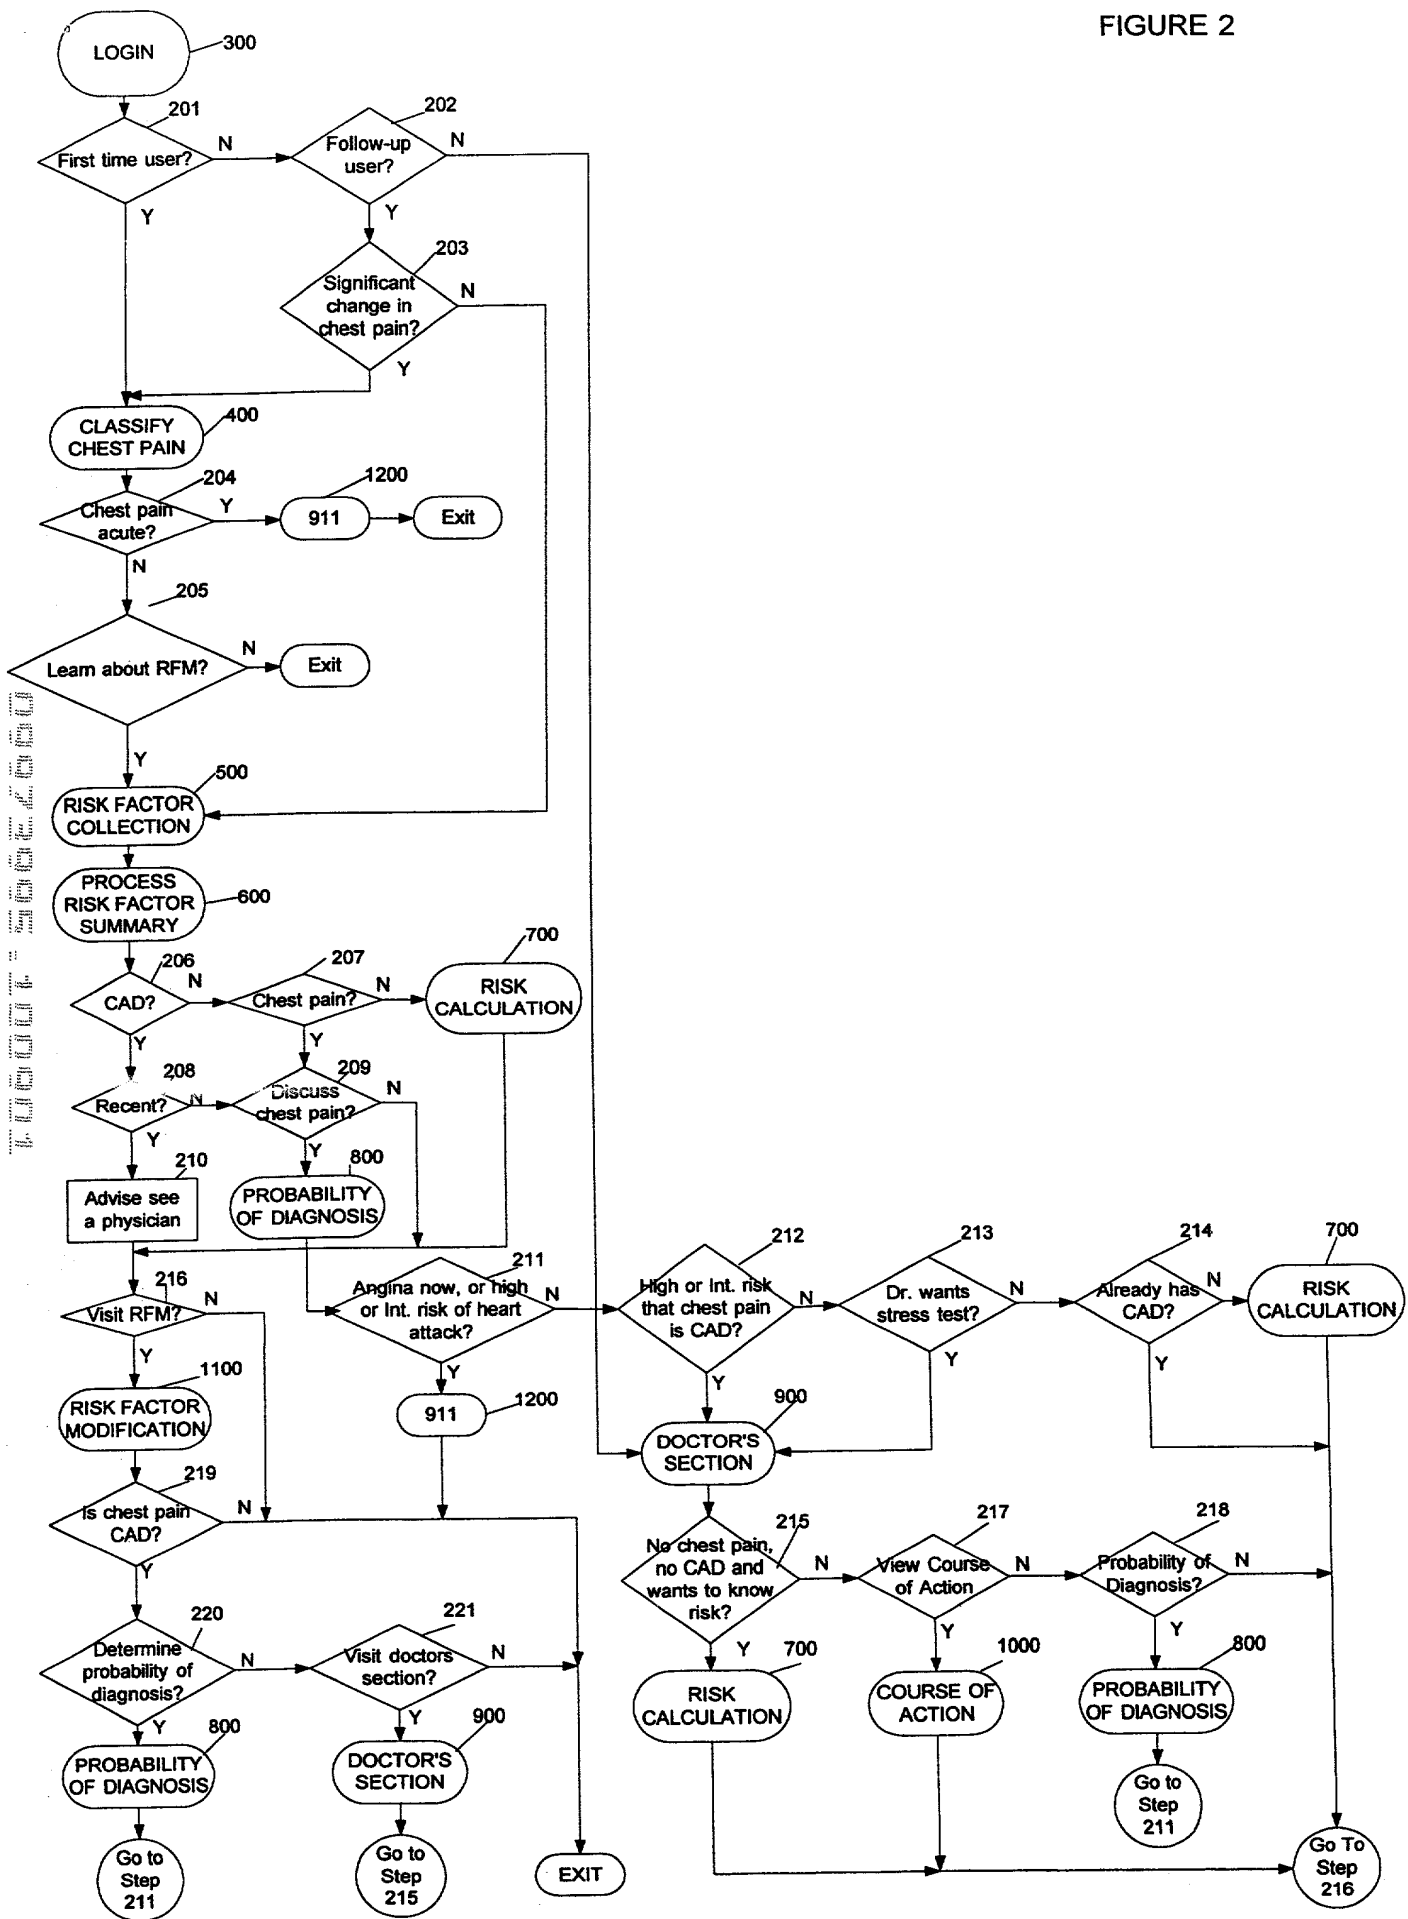 FIGURE 2
LOGIN
300
201
First time user?
N
Y
202
Follow-up
user?
N
Y
203
Significant
change in
chest pain?
N
Y
CLASSIFY
CHEST PAIN
400
204
Chest pain
acute?
Y
N
1200
911
Exit
205
Learn about RFM?
N
Exit
Y
500
RISK FACTOR
COLLECTION
PROCESS
RISK FACTOR
SUMMARY
600
206
CAD?
N
Y
207
Chest pain?
N
Y
700
RISK
CALCULATION
208
Recent?
N
Y
209
Discuss
chest pain?
N
Y
210
Advise see
a physician
800
PROBABILITY
OF DIAGNOSIS
216
Visit RFM?
N
Y
211
Angina now, or high
or Int. risk of heart
attack?
N
Y
212
High or Int. risk
that chest pain
is CAD?
N
Y
213
Dr. wants
stress test?
N
Y
214
Already has
CAD?
N
Y
700
RISK
CALCULATION
1100
RISK FACTOR
MODIFICATION
911
1200
900
DOCTOR'S
SECTION
219
Is chest pain
CAD?
N
Y
215
No chest pain,
no CAD and
wants to know
risk?
N
Y
217
View Course
of Action
N
Y
218
Probability of
Diagnosis?
N
Y
220
Determine
probability of
diagnosis?
N
Y
221
Visit doctors
section?
N
Y
700
RISK
CALCULATION
1000
COURSE OF
ACTION
800
PROBABILITY
OF DIAGNOSIS
800
PROBABILITY
OF DIAGNOSIS
900
DOCTOR'S
SECTION
Go to
Step
211
Go to
Step
211
Go to
Step
215
EXIT
Go To
Step
216